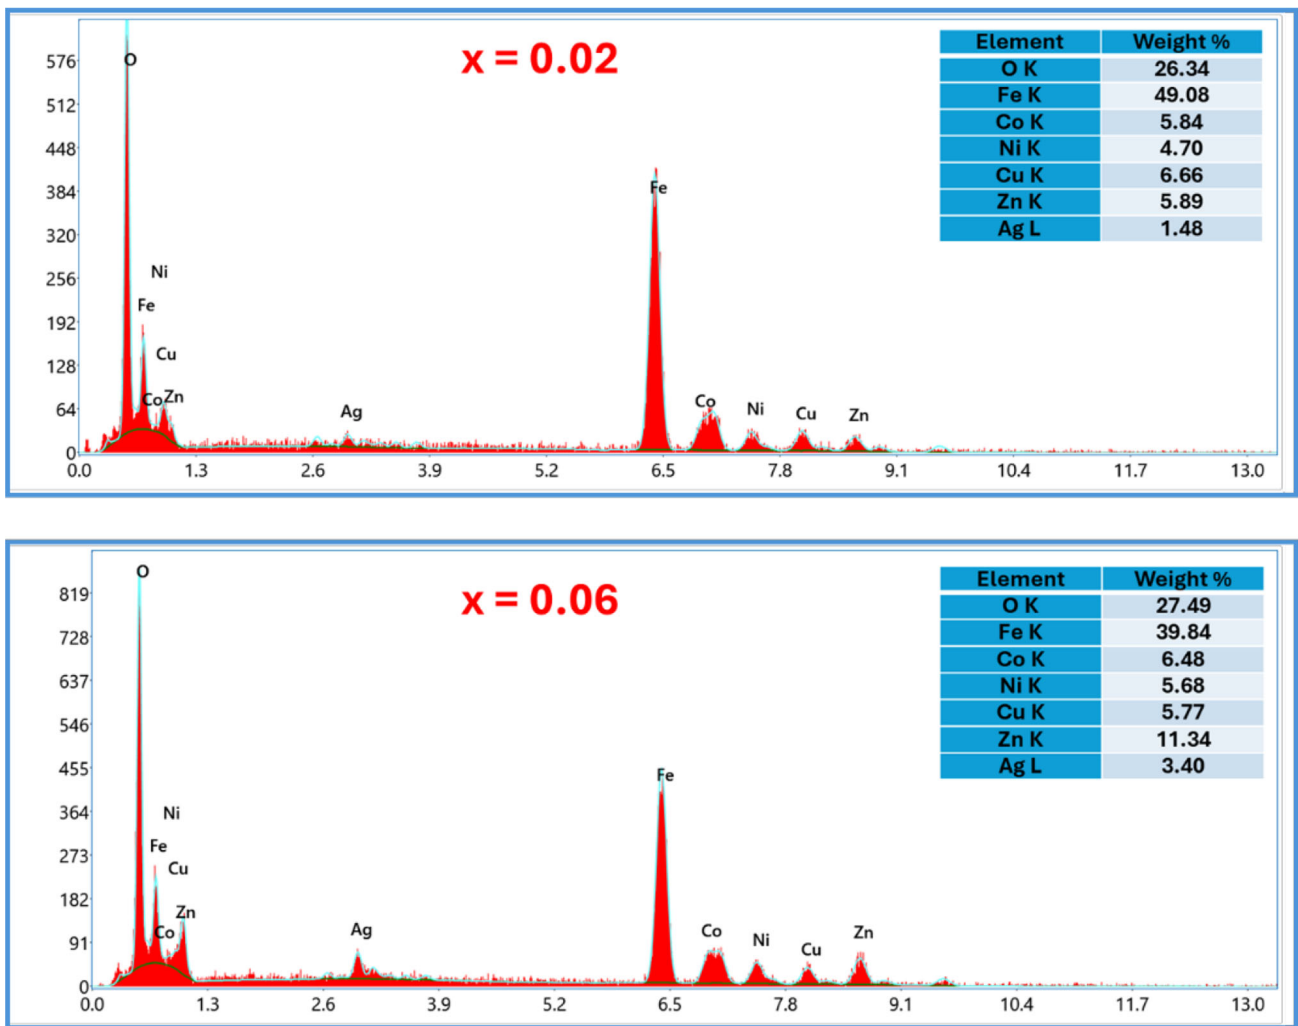 x = 0.02
Element Weight %
O K 26.34
Fe K 49.08
Co K 5.84
Ni K 4.70
Cu K 6.66
Zn K 5.89
Ag L 1.48
576
512
448
384
320
256
192
128
64
0
O
Ni
Fe
Cu
Co Zn
Ag
Fe
Co
Ni
Cu
Zn
0.0 1.3 2.6 3.9 5.2 6.5 7.8 9.1 10.4 11.7 13.0
x = 0.06
Element Weight %
O K 27.49
Fe K 39.84
Co K 6.48
Ni K 5.68
Cu K 5.77
Zn K 11.34
Ag L 3.40
819
728
637
546
455
364
273
182
91
0
O
Ni
Fe
Cu
Zn
Co
Ag
Fe
Co
Ni
Cu
Zn
0.0 1.3 2.6 3.9 5.2 6.5 7.8 9.1 10.4 11.7 13.0